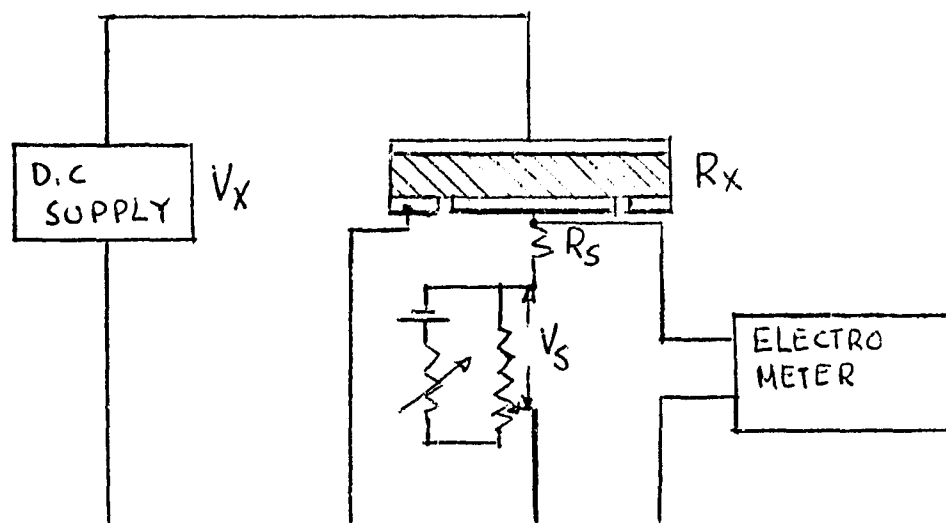 D.C
SUPPLY
Vx
Rx
Rs
Vs
ELECTRO
METER